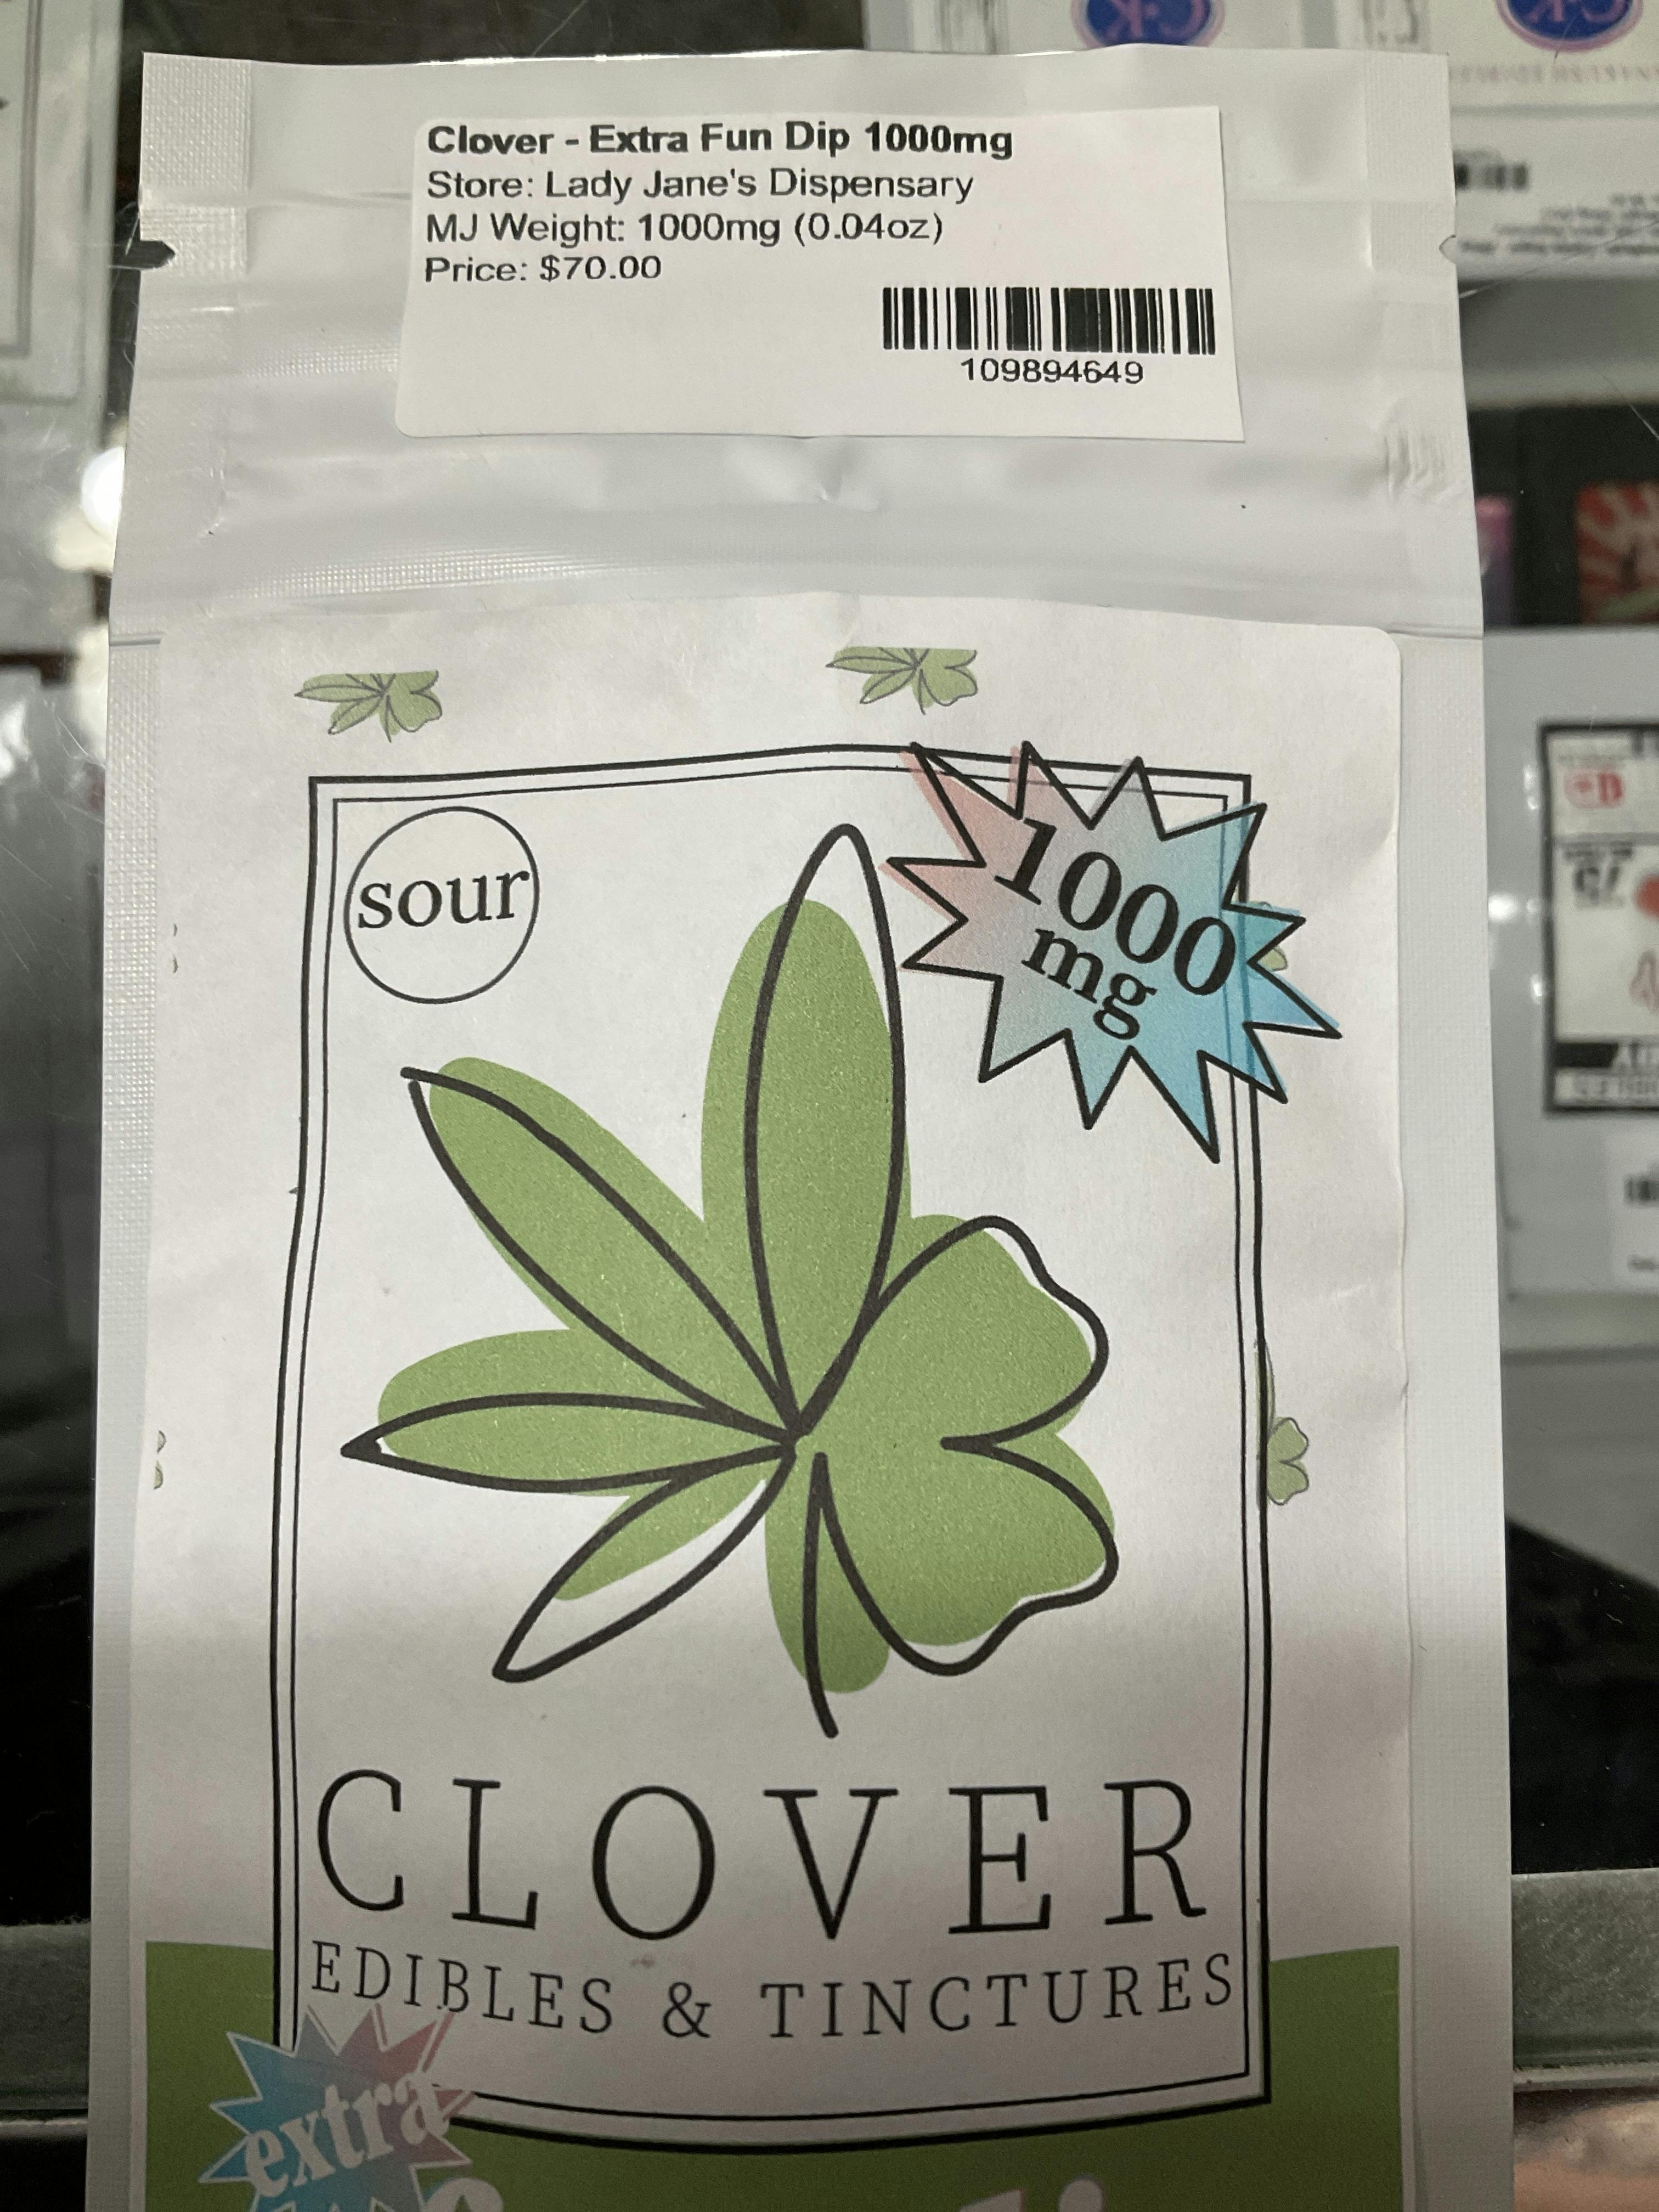 Clover - Extra Fun Dip 1000mg
Store: Lady Jane's Dispensary
MJ Weight: 1000mg (0.04oz)
Price: $70.00
109894649
sour
1000
mg
CLOVER
EDIBLES & TINCTURES
extra